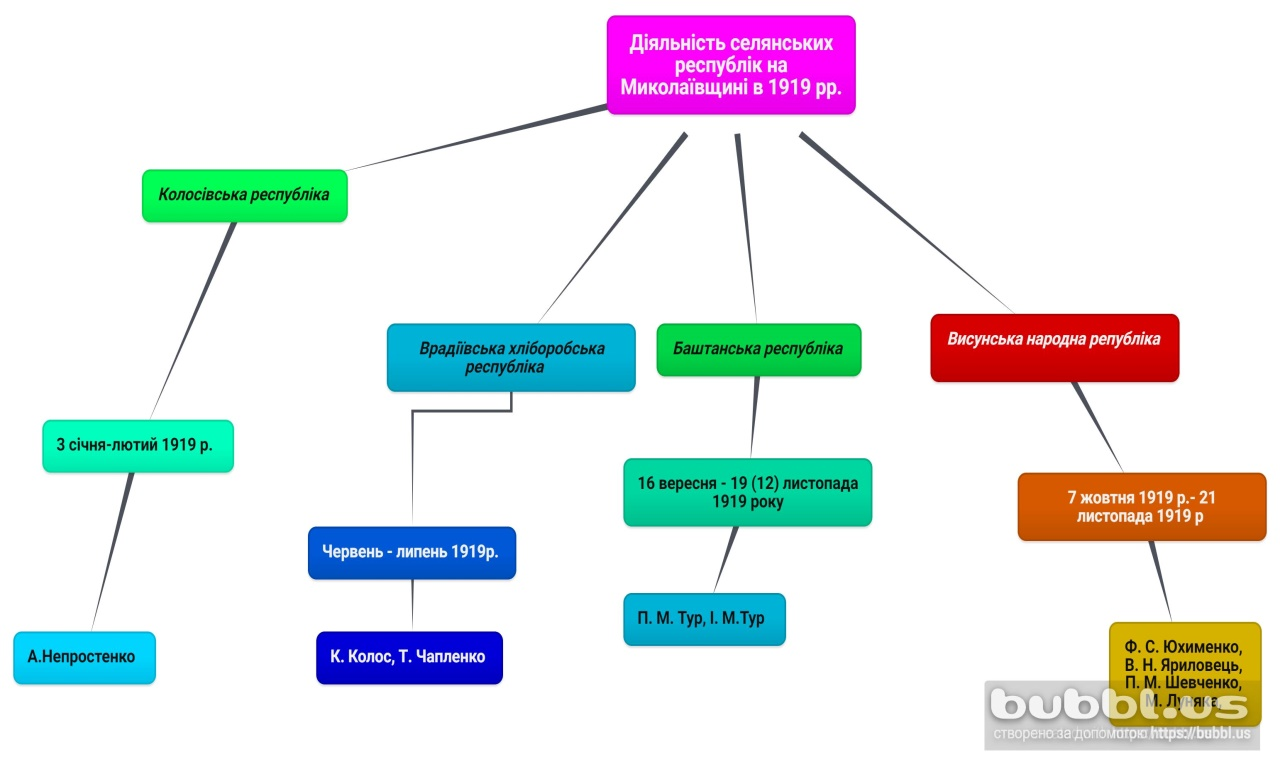 Діяльність селянських
республік на
Миколаївщині в 1919 рр.
Колосівська республіка
Врадіївська хліборобська
республіка
Баштанська республіка
Висунська народна републіка
3 січня-лютий 1919 р.
16 вересня - 19 (12) листопада
1919 року
7 жовтня 1919 р.- 21
листопада 1919 р
Червень - липень 1919р.
П. М. Тур, І. М.Тур
А.Непростенко
К. Колос, Т. Чапленко
Ф. С. Юхименко,
В. Н. Яриловець,
П. М. Шевченко,
М. Луняка,
bubbl.us
створено за допомогою https://bubbl.us